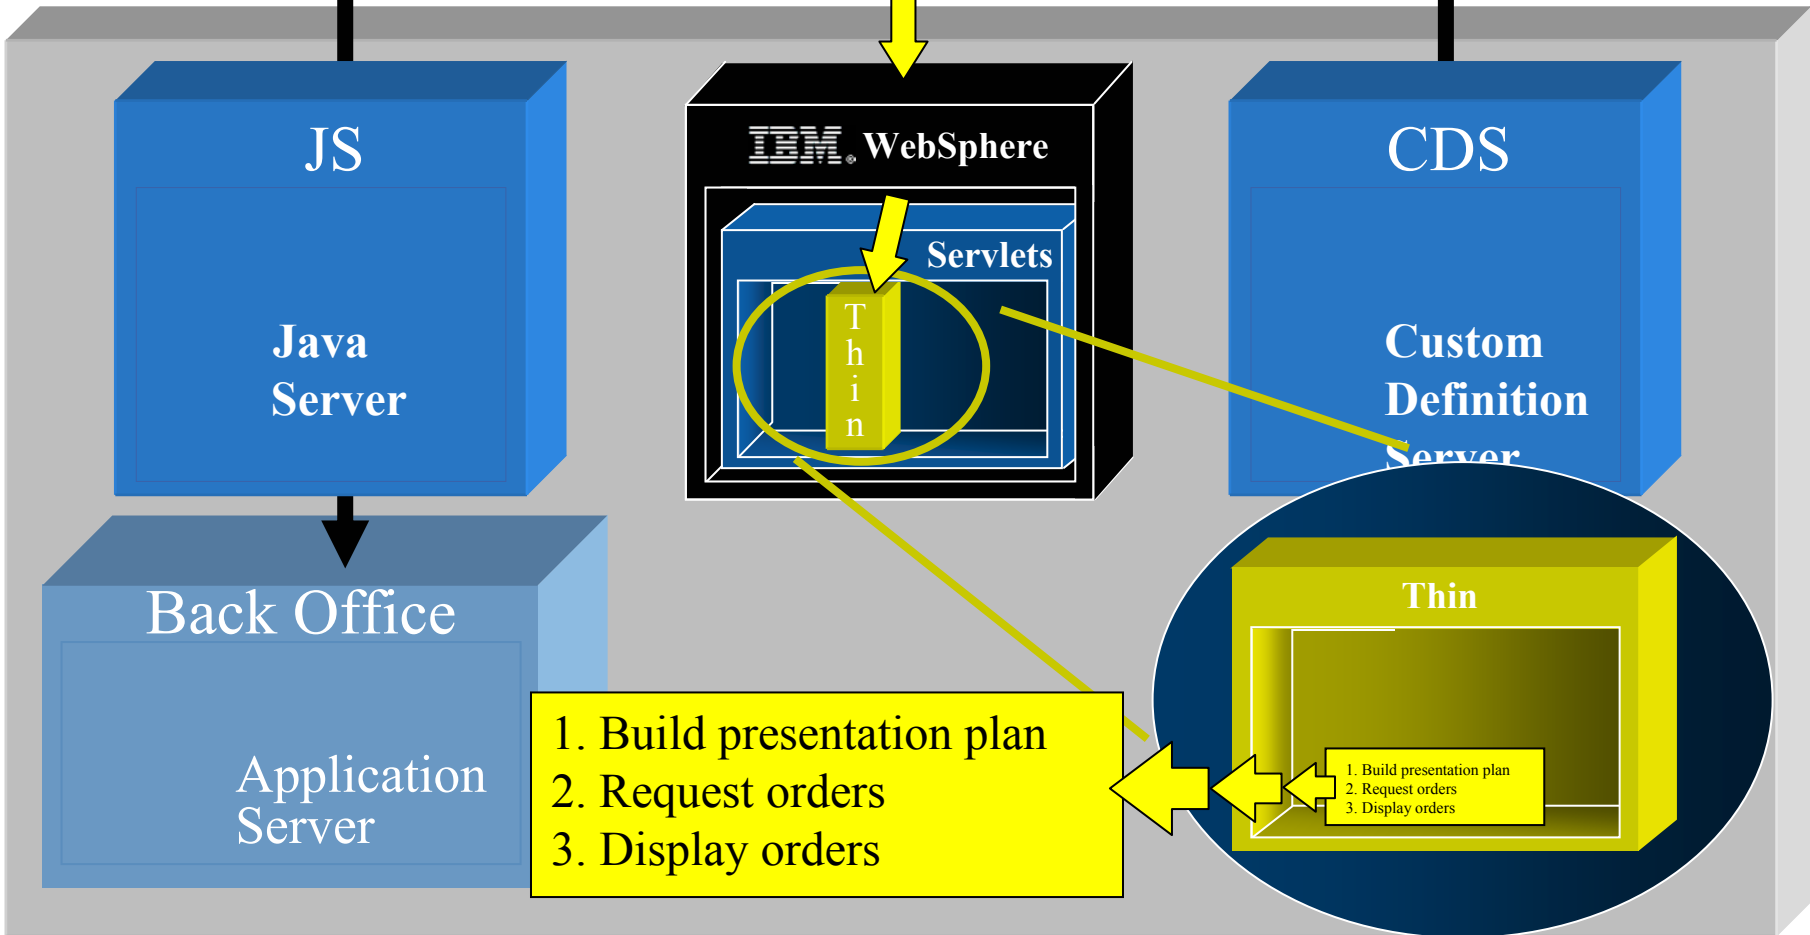 JS
Java
Server
IBM® WebSphere
Servlets
Thin
CDS
Custom
Definition
Server
Back Office
Application
Server
1. Build presentation plan
2. Request orders
3. Display orders
Thin
1. Build presentation plan
2. Request orders
3. Display orders